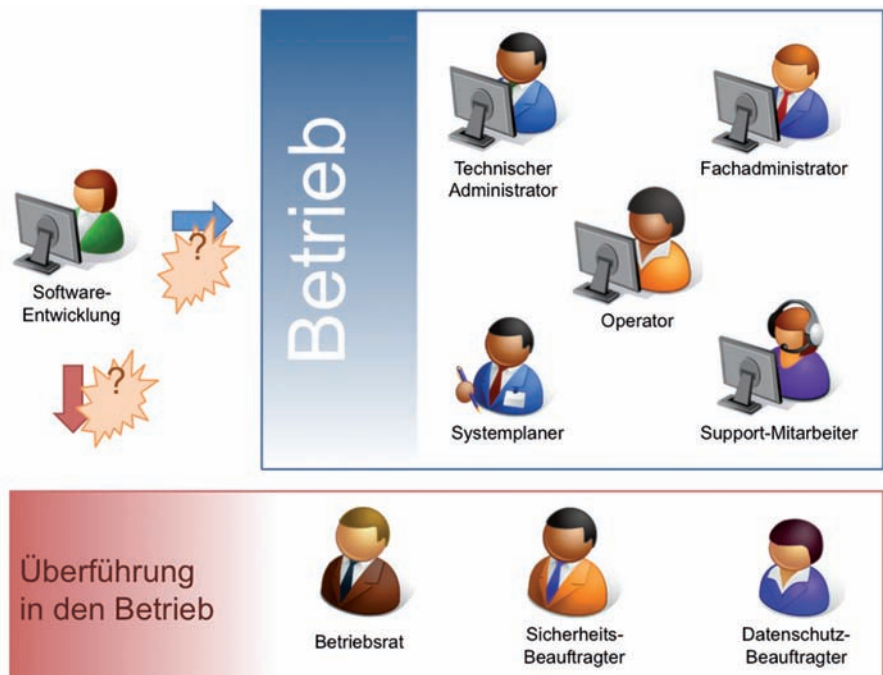 Betrieb
Technischer
Administrator
Fachadministrator
Software-
Entwicklung
?
?
Operator
Systemplaner
Support-Mitarbeiter
Überführung
in den Betrieb
Betriebsrat
Sicherheits-
Beauftragter
Datenschutz-
Beauftragter